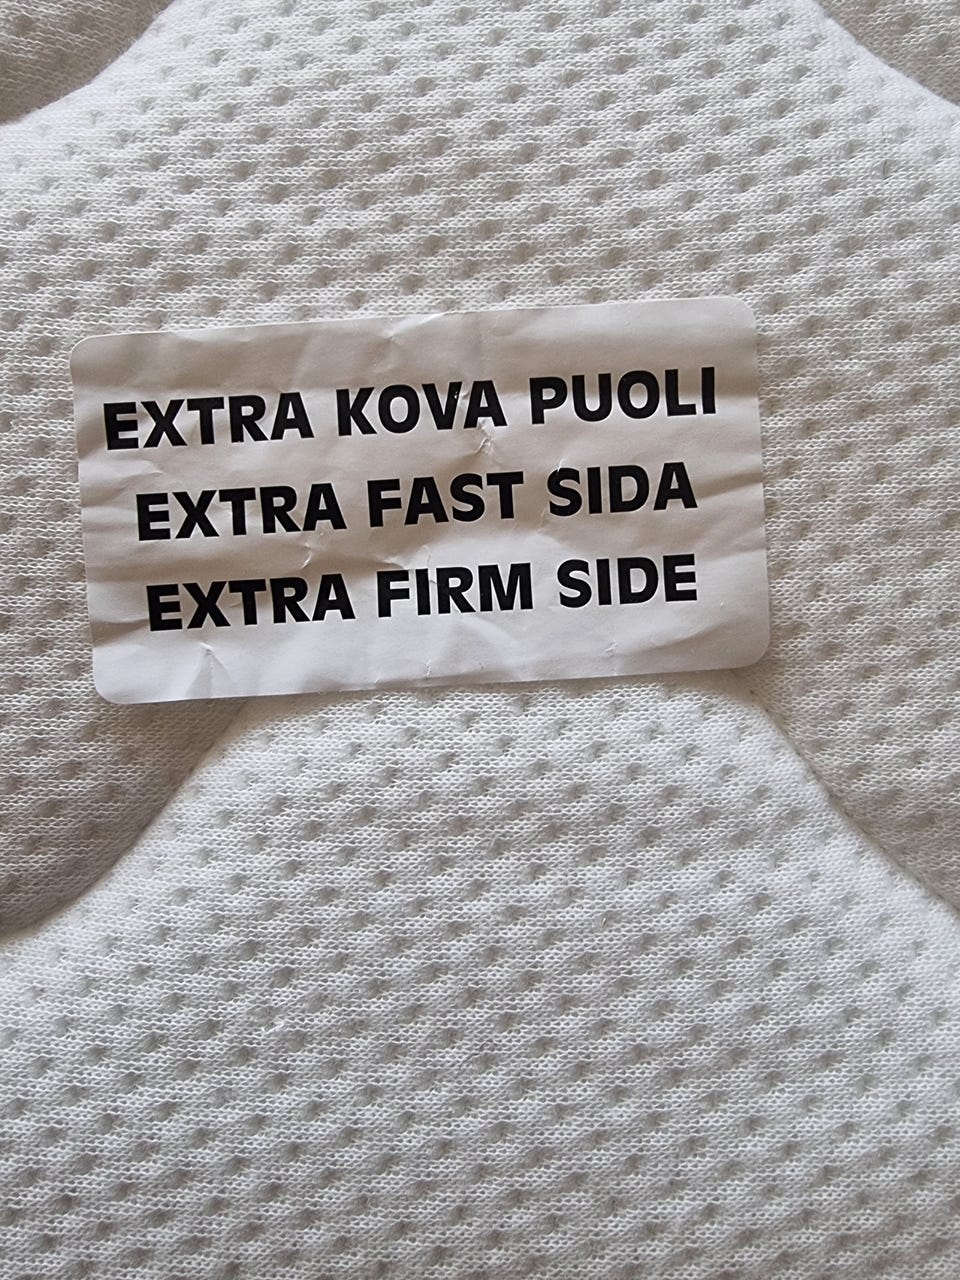 EXTRA KOVA PUOLI
EXTRA FAST SIDA
EXTRA FIRM SIDE